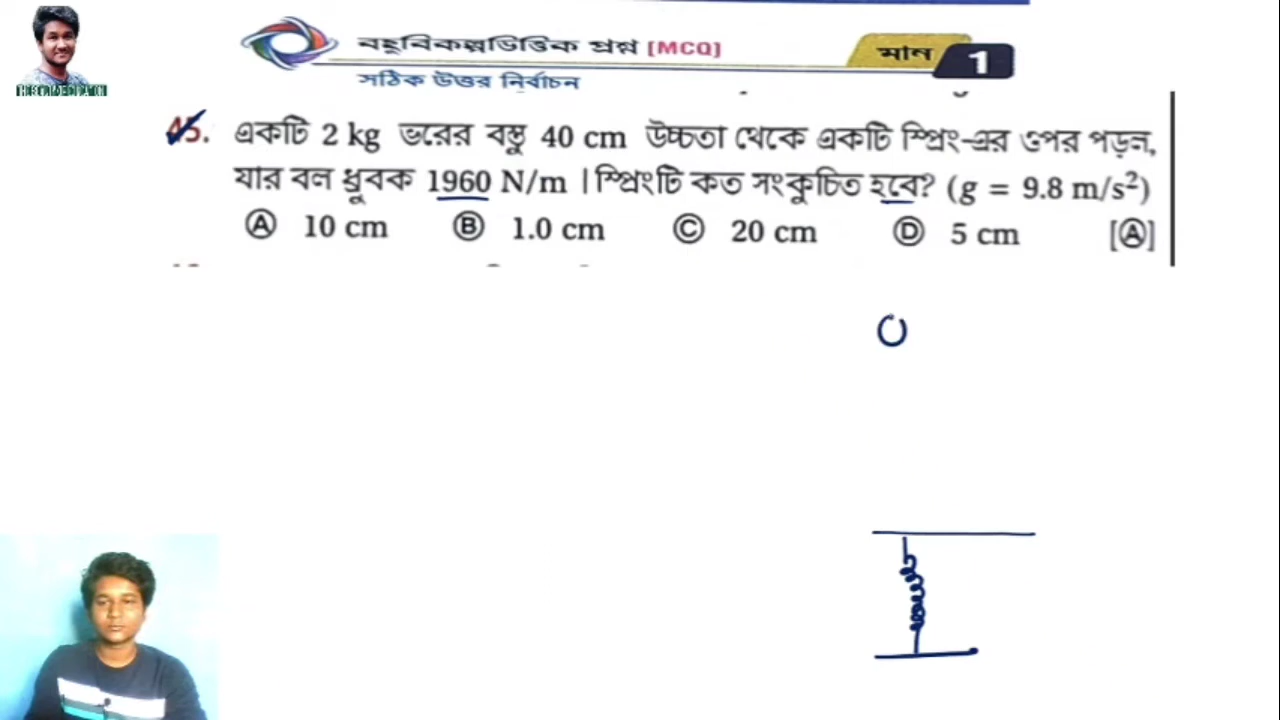 বহুবিকল্পভিত্তিক প্রশ্ন [MCQ]
মান 1
সঠিক উত্তর নির্বাচন
45. একটি 2 kg ভরের বস্তু 40 cm উচ্চতা থেকে একটি স্প্রিং-এর ওপর পড়ল,
যার বল ধ্রুবক 1960 N/m । স্প্রিংটি কত সংকুচিত হবে? (g = 9.8 m/s²)
Ⓐ 10 cm Ⓑ 1.0 cm Ⓒ 20 cm Ⓓ 5 cm [Ⓐ]